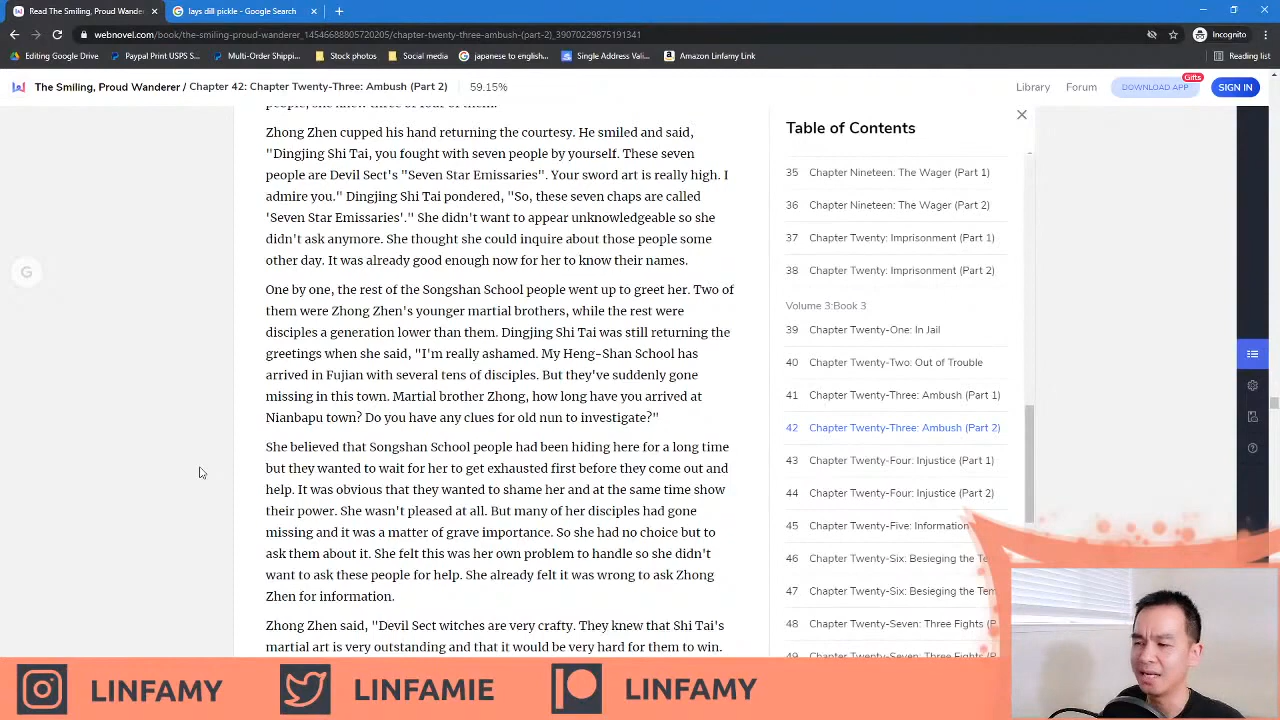 Read The Smiling, Proud Wande
lays dill pickle - Google Search
webnovel.com/book/the-smiling-proud-wanderer_14546688805720205/chapter-twenty-three-ambush-(part-2)_39070229875191341
Incognito
Editing Drive
Paypal Print USPS S...
Multi-Order Shippi...
Stock photos
Social media
japanese to english...
Single Address Vali...
Amazon Linfamy Link
Reading list
The Smiling, Proud Wanderer / Chapter 42: Chapter Twenty-Three: Ambush (Part 2)
59.15%
Library
Forum
DOWNLOAD APP
Gifts
SIGN IN
people, she knew three or four of them.
Zhong Zhen cupped his hand returning the courtesy. He smiled and said,
"Dingjing Shi Tai, you fought with seven people by yourself. These seven
people are Devil Sect's "Seven Star Emissaries". Your sword art is really high. I
admire you." Dingjing Shi Tai pondered, "So, these seven chaps are called
'Seven Star Emissaries'." She didn't want to appear unknowledgeable so she
didn't ask anymore. She thought she could inquire about those people some
other day. It was already good enough now for her to know their names.
One by one, the rest of the Songshan School people went up to greet her. Two of
them were Zhong Zhen's younger martial brothers, while the rest were
disciples a generation lower than them. Dingjing Shi Tai was still returning the
greetings when she said, "I'm really ashamed. My Heng-Shan School has
arrived in Fujian with several tens of disciples. But they've suddenly gone
missing in this town. Martial brother Zhong, how long have you arrived at
Nianbapu town? Do you have any clues for old nun to investigate?"
She believed that Songshan School people had been hiding here for a long time
but they wanted to wait for her to get exhausted first before they come out and
help. It was obvious that they wanted to shame her and at the same time show
their power. She wasn't pleased at all. But many of her disciples had gone
missing and it was a matter of grave importance. So she had no choice but to
ask them about it. She felt this was her own problem to handle so she didn't
want to ask these people for help. She already felt it was wrong to ask Zhong
Zhen for information.
Zhong Zhen said, "Devil Sect witches are very crafty. They knew that Shi Tai's
martial art is very outstanding and that it would be very hard for them to win.
G
Table of Contents
35 Chapter Nineteen: The Wager (Part 1)
36 Chapter Nineteen: The Wager (Part 2)
37 Chapter Twenty: Imprisonment (Part 1)
38 Chapter Twenty: Imprisonment (Part 2)
Volume 3:Book 3
39 Chapter Twenty-One: In Jail
40 Chapter Twenty-Two: Out of Trouble
41 Chapter Twenty-Three: Ambush (Part 1)
42 Chapter Twenty-Three: Ambush (Part 2)
43 Chapter Twenty-Four: Injustice (Part 1)
44 Chapter Twenty-Four: Injustice (Part 2)
45 Chapter Twenty-Five: Information
46 Chapter Twenty-Six: Besieging the Te
47 Chapter Twenty-Six: Besieging the Tem
48 Chapter Twenty-Seven: Three Fights (P
49 Chapter Twenty-Seven: Three Fights (P
LINFAMY
LINFAMIE
LINFAMY